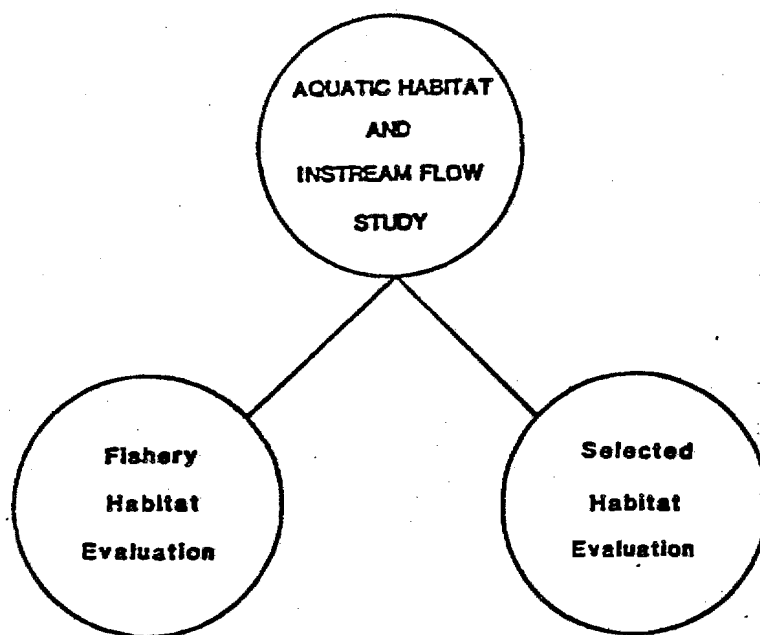 AQUATIC HABITAT
AND
INSTREAM FLOW
STUDY
Fishery
Habitat
Evaluation
Selected
Habitat
Evaluation